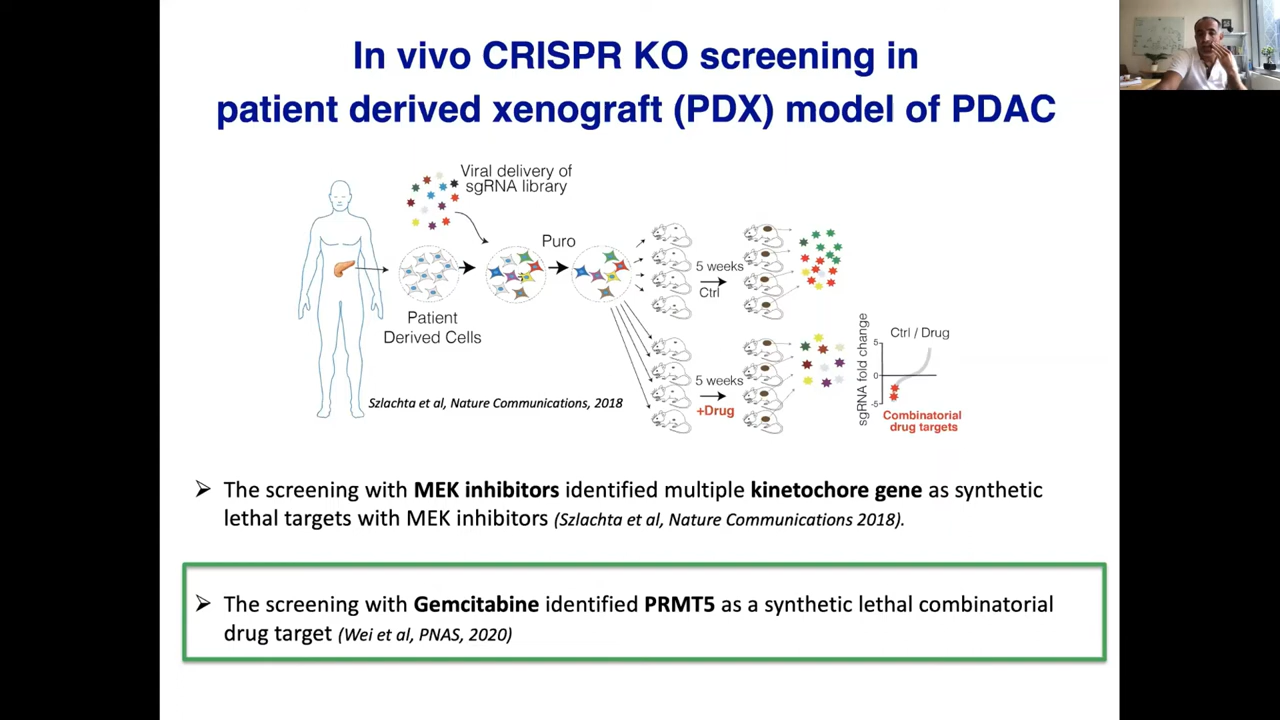 In vivo CRISPR KO screening in
patient derived xenograft (PDX) model of PDAC
Viral delivery of
sgRNA library
Puro
Patient
Derived Cells
5 weeks
Ctrl
5 weeks
+Drug
sgRNA fold change
5
0
-5
Ctrl / Drug
Combinatorial
drug targets
Szlachta et al, Nature Communications, 2018
➢ The screening with MEK inhibitors identified multiple kinetochore gene as synthetic
lethal targets with MEK inhibitors (Szlachta et al, Nature Communications 2018).
➢ The screening with Gemcitabine identified PRMT5 as a synthetic lethal combinatorial
drug target (Wei et al, PNAS, 2020)